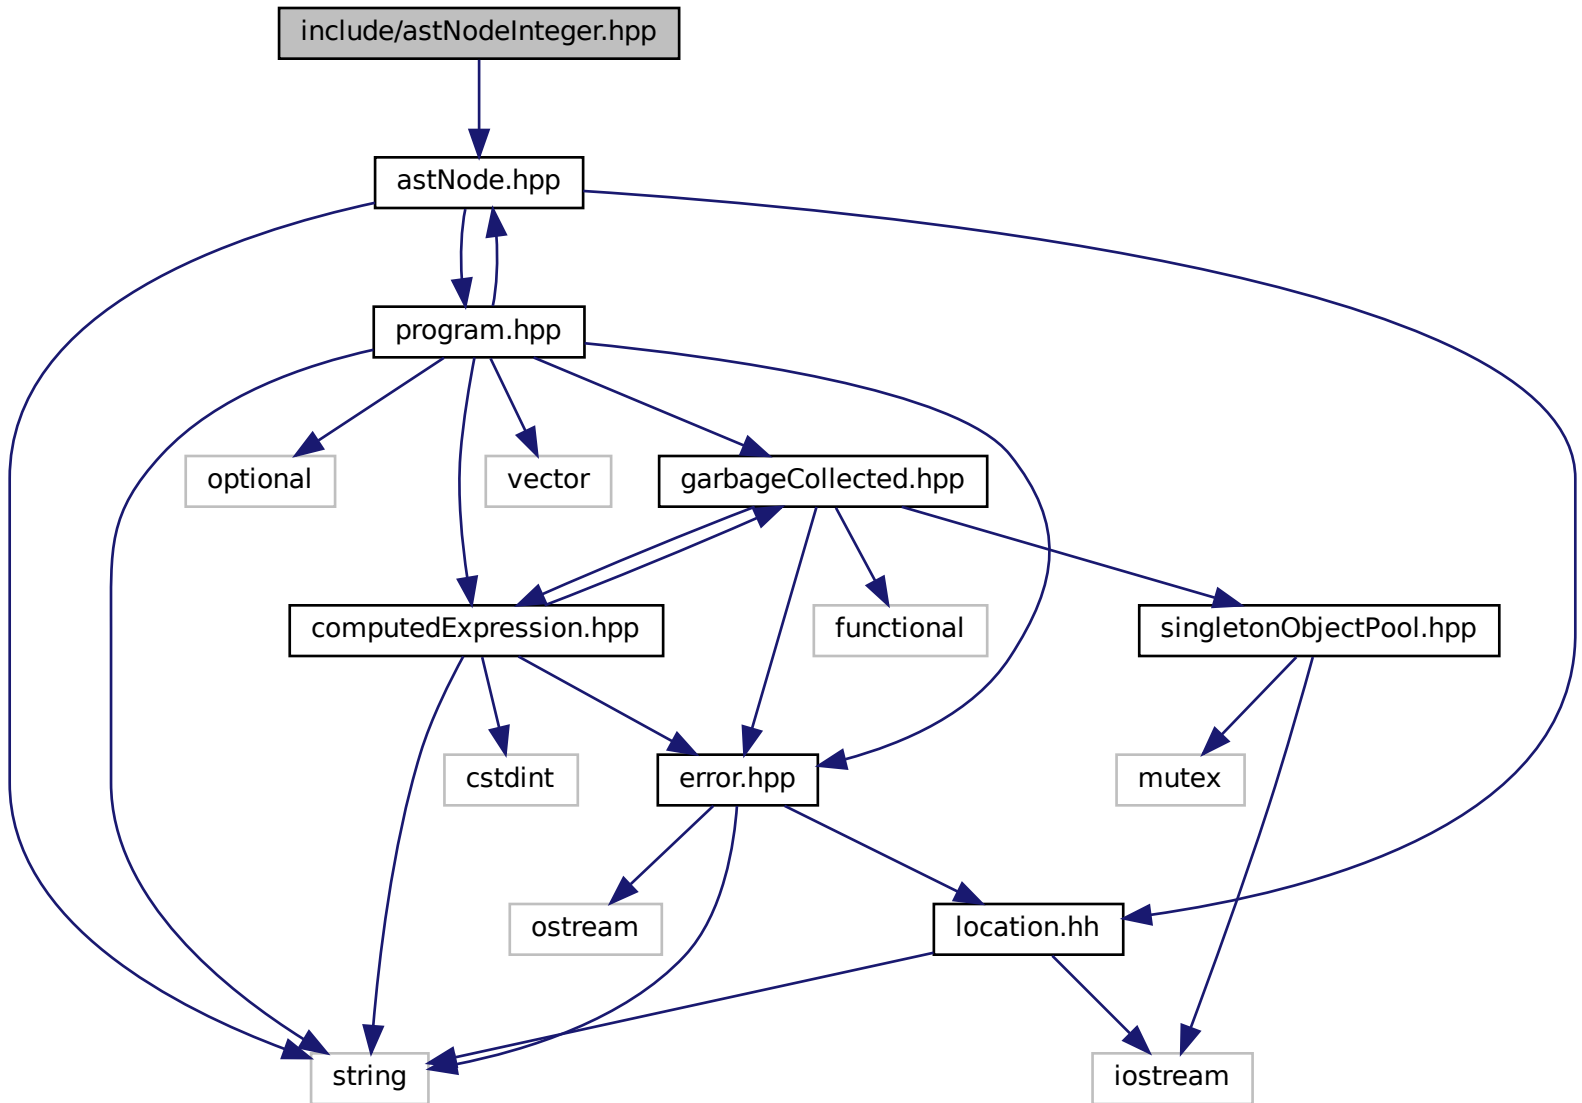 include/astNodeInteger.hpp
astNode.hpp
program.hpp
optional
vector
garbageCollected.hpp
computedExpression.hpp
functional
singletonObjectPool.hpp
cstdint
error.hpp
mutex
ostream
location.hh
string
iostream